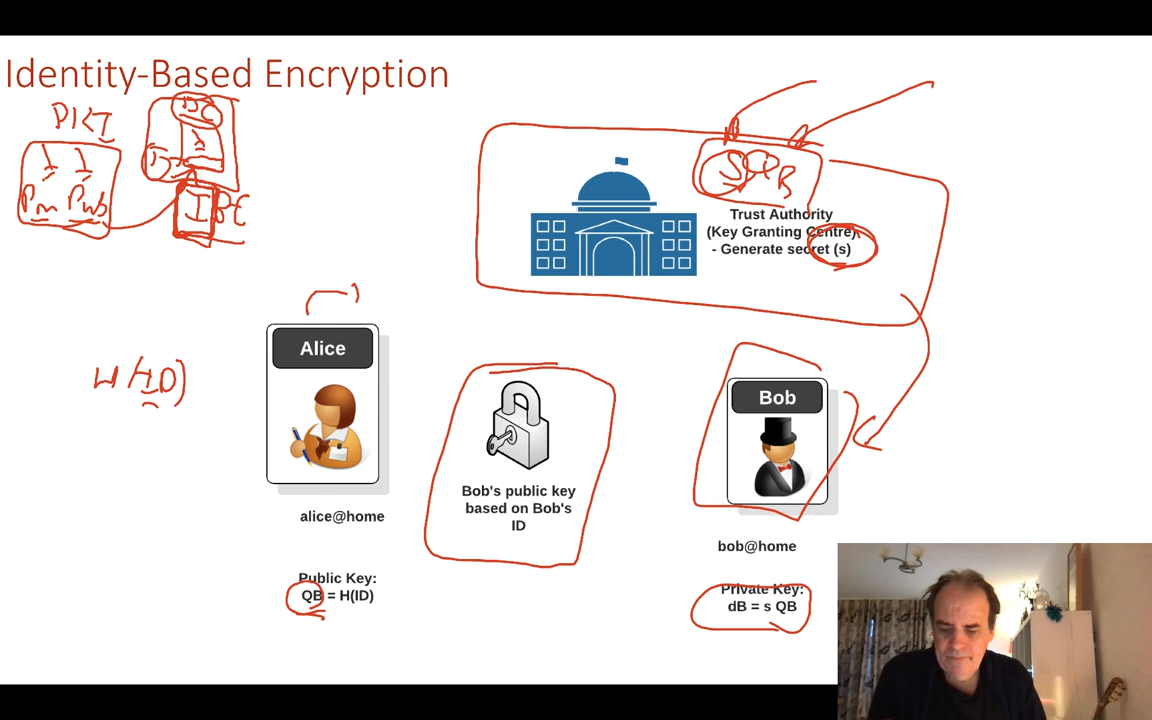 Identity-Based Encryption
PKI
H(ID)
Trust Authority
(Key Granting Centre)
- Generate secret (s)
Alice
Bob
Bob's public key
based on Bob's
ID
alice@home
bob@home
Public Key:
QB = H(ID)
Private Key:
dB = s QB